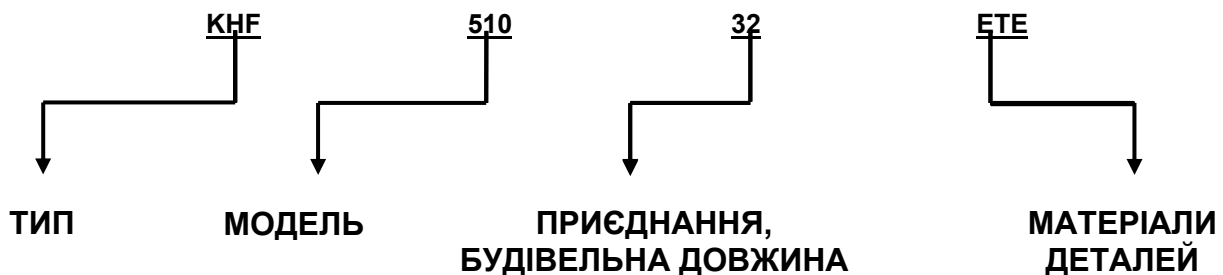 KHF 510 32 ETE
ТИП МОДЕЛЬ ПРИЄДНАННЯ, МАТЕРІАЛИ
БУДІВЕЛЬНА ДОВЖИНА ДЕТАЛЕЙ